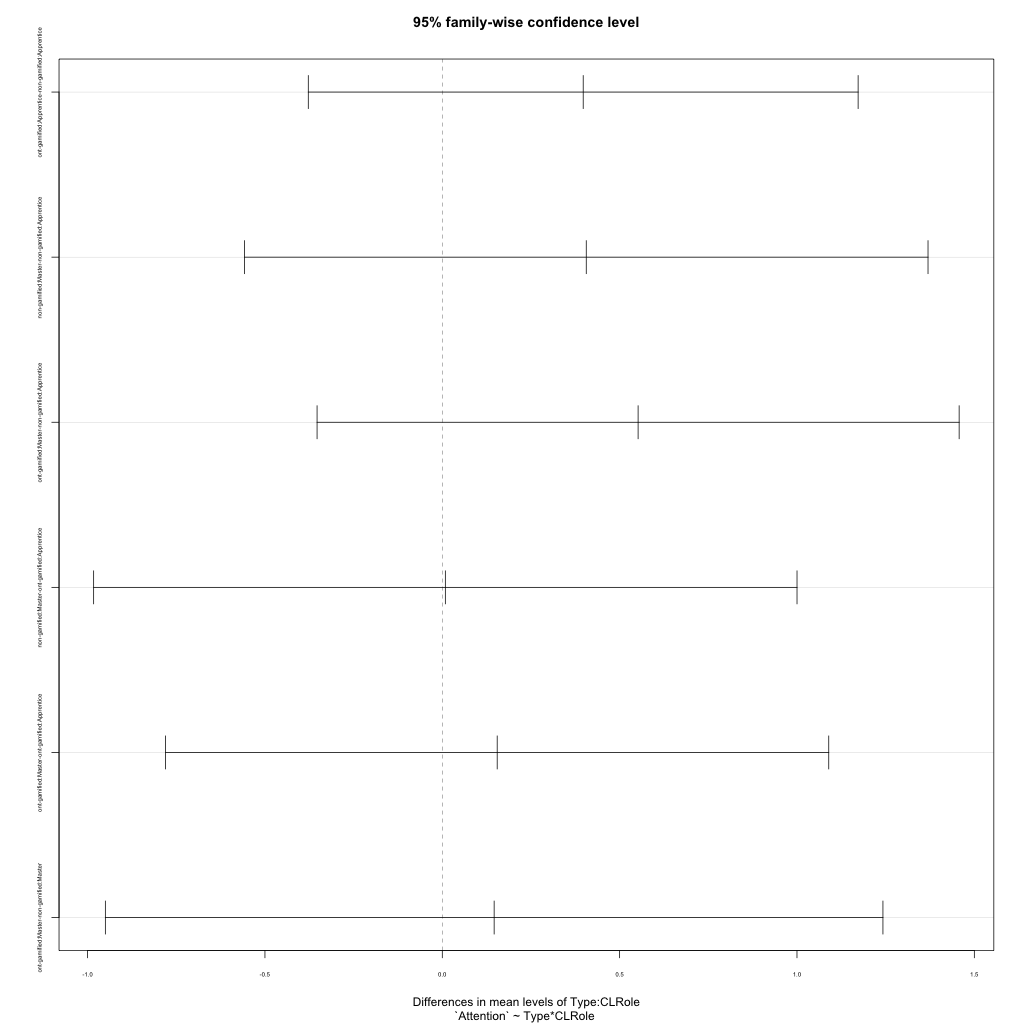 95% family-wise confidence level
ont-gamified:Apprentice-non-gamified:Apprentice
non-gamified:Master-non-gamified:Apprentice
ont-gamified:Master-non-gamified:Apprentice
non-gamified:Master-ont-gamified:Apprentice
ont-gamified:Master-ont-gamified:Apprentice
ont-gamified:Master-non-gamified:Master
-1.0 -0.5 0.0 0.5 1.0 1.5
Differences in mean levels of Type:CLRole
`Attention` ~ Type*CLRole